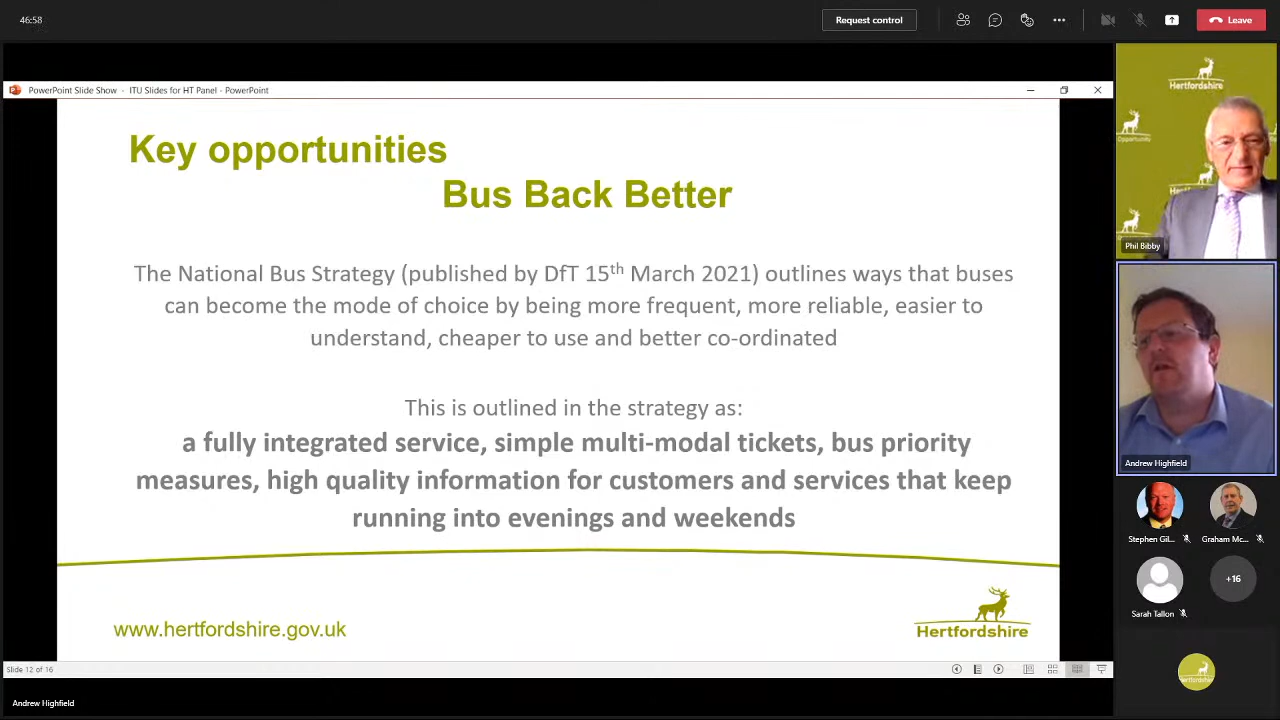 46:58
Request control
Leave
PowerPoint Slide Show - ITU Slides for HT Panel - PowerPoint
Key opportunities
Bus Back Better
The National Bus Strategy (published by DfT 15th March 2021) outlines ways that buses
can become the mode of choice by being more frequent, more reliable, easier to
understand, cheaper to use and better co-ordinated
This is outlined in the strategy as:
a fully integrated service, simple multi-modal tickets, bus priority
measures, high quality information for customers and services that keep
running into evenings and weekends
www.hertfordshire.gov.uk
Hertfordshire
Slide 12 of 16
Andrew Highfield
Hertfordshire
Opportunity
Phil Bibby
Andrew Highfield
Stephen Gil...
Graham Mc...
Sarah Tallon
+16
Hertfordshire